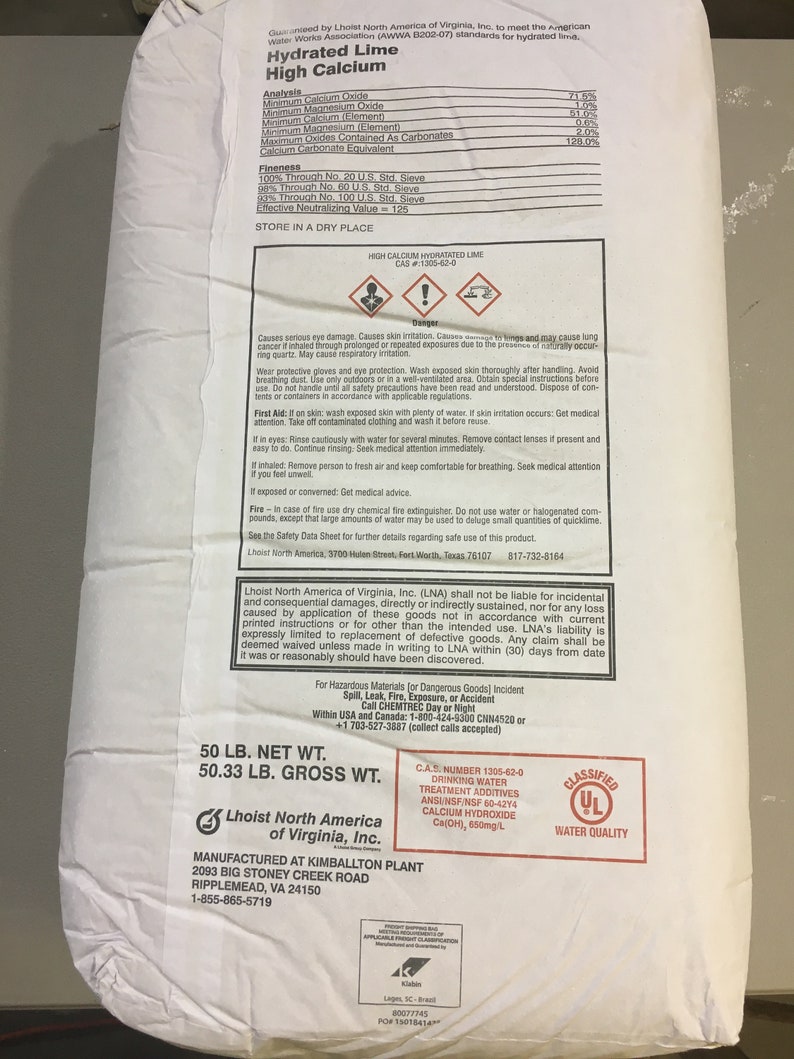 Guaranteed by Lhoist North America of Virginia, Inc. to meet the American
Water Works Association (AWWA B202-07) standards for hydrated lime.
Hydrated Lime
High Calcium
Analysis
Minimum Calcium Oxide 71.5%
Minimum Magnesium Oxide 1.0%
Minimum Calcium (Element) 51.0%
Minimum Magnesium (Element) 0.6%
Maximum Oxides Contained As Carbonates 2.0%
Calcium Carbonate Equivalent 128.0%
Fineness
100% Through No. 20 U.S. Std. Sieve
98% Through No. 60 U.S. Std. Sieve
93% Through No. 100 U.S. Std. Sieve
Effective Neutralizing Value = 125
STORE IN A DRY PLACE
HIGH CALCIUM HYDRATATED LIME
CAS #:1305-62-0
Danger
Causes serious eye damage. Causes skin irritation. Causes damage to lungs and may cause lung
cancer if inhaled through prolonged or repeated exposures due to the presence of naturally occur-
ring quartz. May cause respiratory irritation.
Wear protective gloves and eye protection. Wash exposed skin thoroughly after handling. Avoid
breathing dust. Use only outdoors or in a well-ventilated area. Obtain special instructions before
use. Do not handle until all safety precautions have been read and understood. Dispose of con-
tents or containers in accordance with applicable regulations.
First Aid: If on skin: wash exposed skin with plenty of water. If skin irritation occurs: Get medical
attention. Take off contaminated clothing and wash it before reuse.
If in eyes: Rinse cautiously with water for several minutes. Remove contact lenses if present and
easy to do. Continue rinsing. Seek medical attention immediately.
If inhaled: Remove person to fresh air and keep comfortable for breathing. Seek medical attention
if you feel unwell.
If exposed or converned: Get medical advice.
Fire – In case of fire use dry chemical fire extinguisher. Do not use water or halogenated com-
pounds, except that large amounts of water may be used to deluge small quantities of quicklime.
See the Safety Data Sheet for further details regarding safe use of this product.
Lhoist North America, 3700 Hulen Street, Fort Worth, Texas 76107 817-732-8164
Lhoist North America of Virginia, Inc. (LNA) shall not be liable for incidental
and consequential damages, directly or indirectly sustained, nor for any loss
caused by application of these goods not in accordance with current
printed instructions or for other than the intended use. LNA's liability is
expressly limited to replacement of defective goods. Any claim shall be
deemed waived unless made in writing to LNA within (30) days from date
it was or reasonably should have been discovered.
For Hazardous Materials [or Dangerous Goods] Incident
Spill, Leak, Fire, Exposure, or Accident
Call CHEMTREC Day or Night
Within USA and Canada: 1-800-424-9300 CNN4520 or
+1 703-527-3887 (collect calls accepted)
50 LB. NET WT.
50.33 LB. GROSS WT.
C.A.S. NUMBER 1305-62-0
DRINKING WATER
TREATMENT ADDITIVES
ANSI/NSF/NSF 60-42Y4
CALCIUM HYDROXIDE
Ca(OH)2 650mg/L
CLASSIFIED
UL
WATER QUALITY
Lhoist North America
of Virginia, Inc.
A Lhoist Group Company
MANUFACTURED AT KIMBALLTON PLANT
2093 BIG STONEY CREEK ROAD
RIPPLEMEAD, VA 24150
1-855-865-5719
FREIGHT SHIPPING BAG
MEETING REQUIREMENTS OF
APPLICABLE FREIGHT CLASSIFICATION
Manufactured and Guaranteed by
Klabin
Lages, SC - Brazil
80077745
PO#